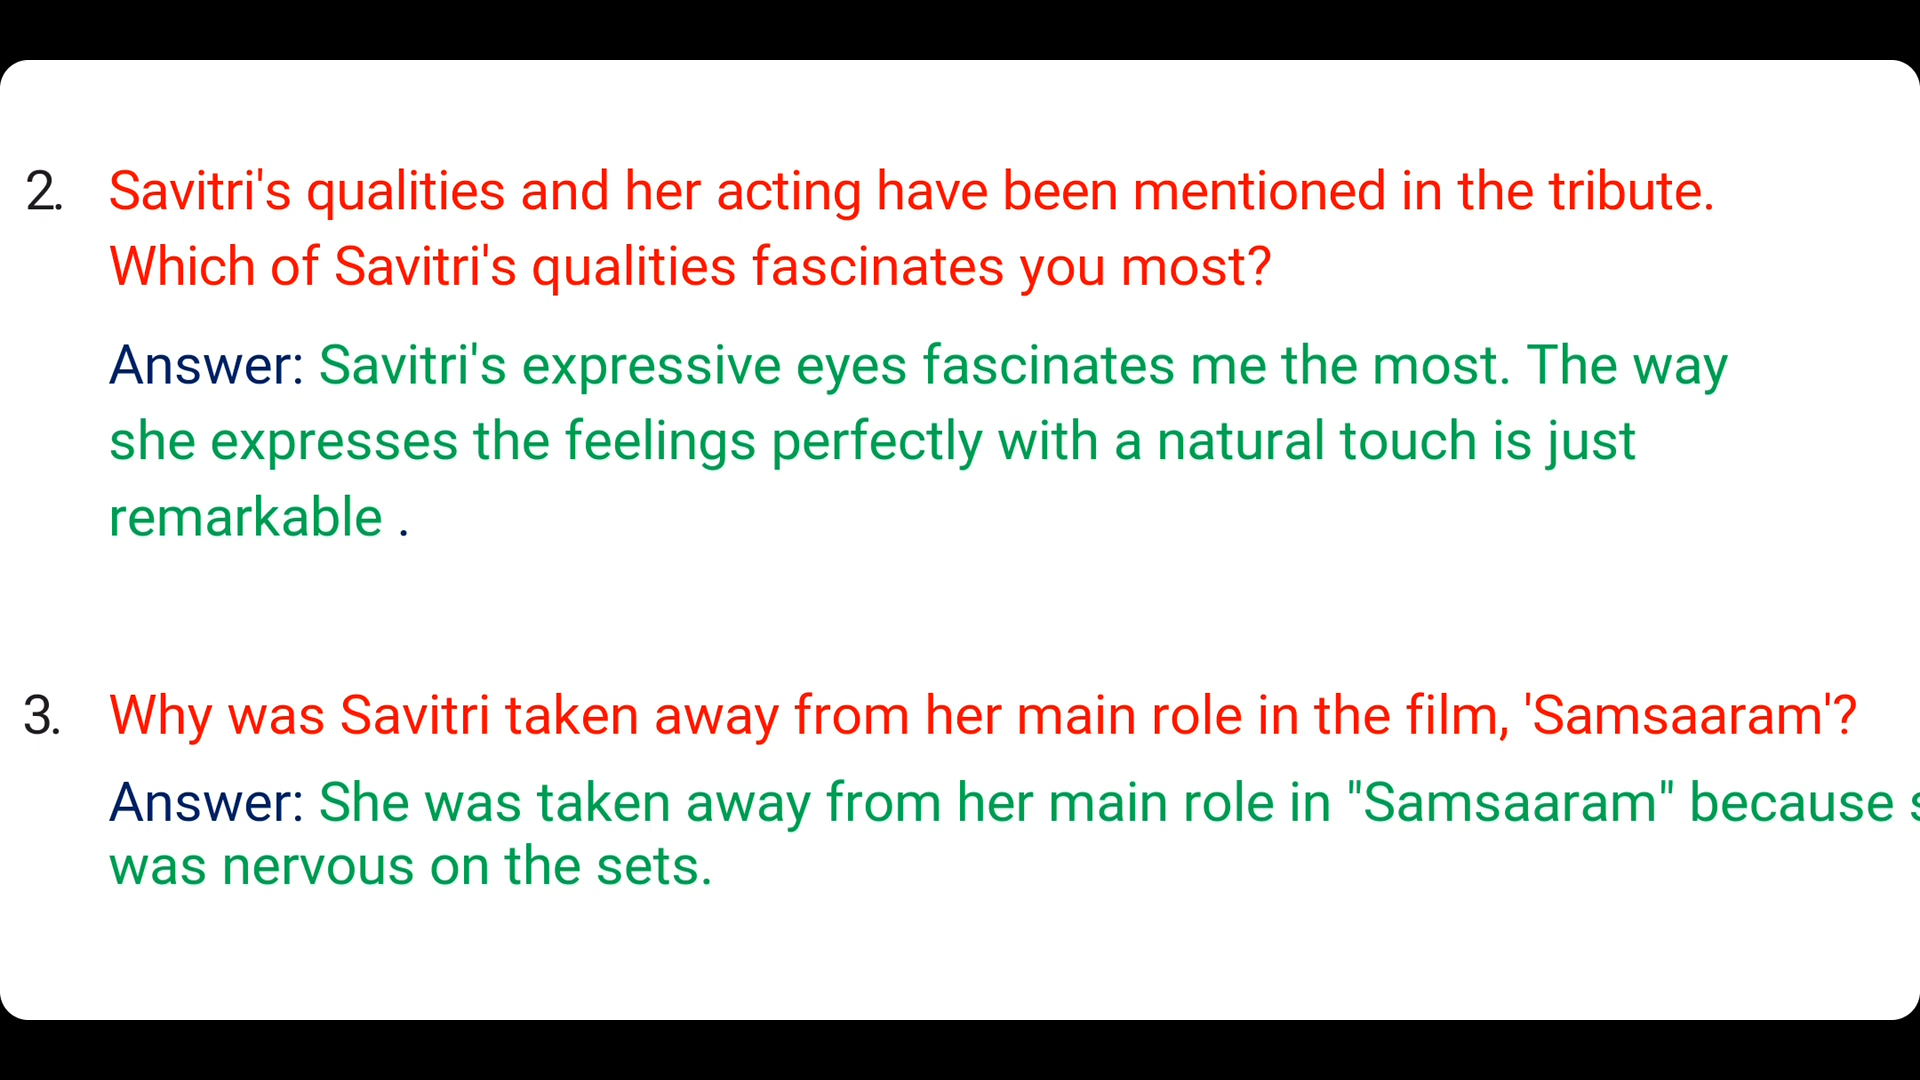 2. Savitri's qualities and her acting have been mentioned in the tribute.
Which of Savitri's qualities fascinates you most?
Answer: Savitri's expressive eyes fascinates me the most. The way
she expresses the feelings perfectly with a natural touch is just
remarkable .
3. Why was Savitri taken away from her main role in the film, 'Samsaaram'?
Answer: She was taken away from her main role in "Samsaaram" because
was nervous on the sets.